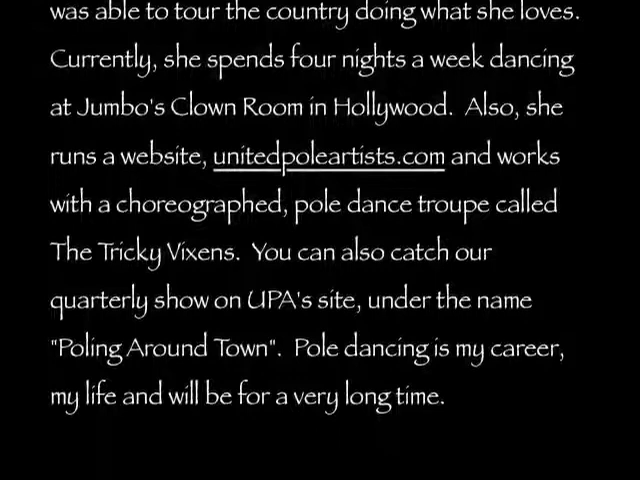 was able to tour the country doing what she loves.
Currently, she spends four nights a week dancing
at Jumbo's Clown Room in Hollywood.  Also, she
runs a website, unitedpoleartists.com and works
with a choreographed, pole dance troupe called
The Tricky Vixens.  You can also catch our
quarterly show on UPA's site, under the name
"Poling Around Town".  Pole dancing is my career,
my life and will be for a very long time.